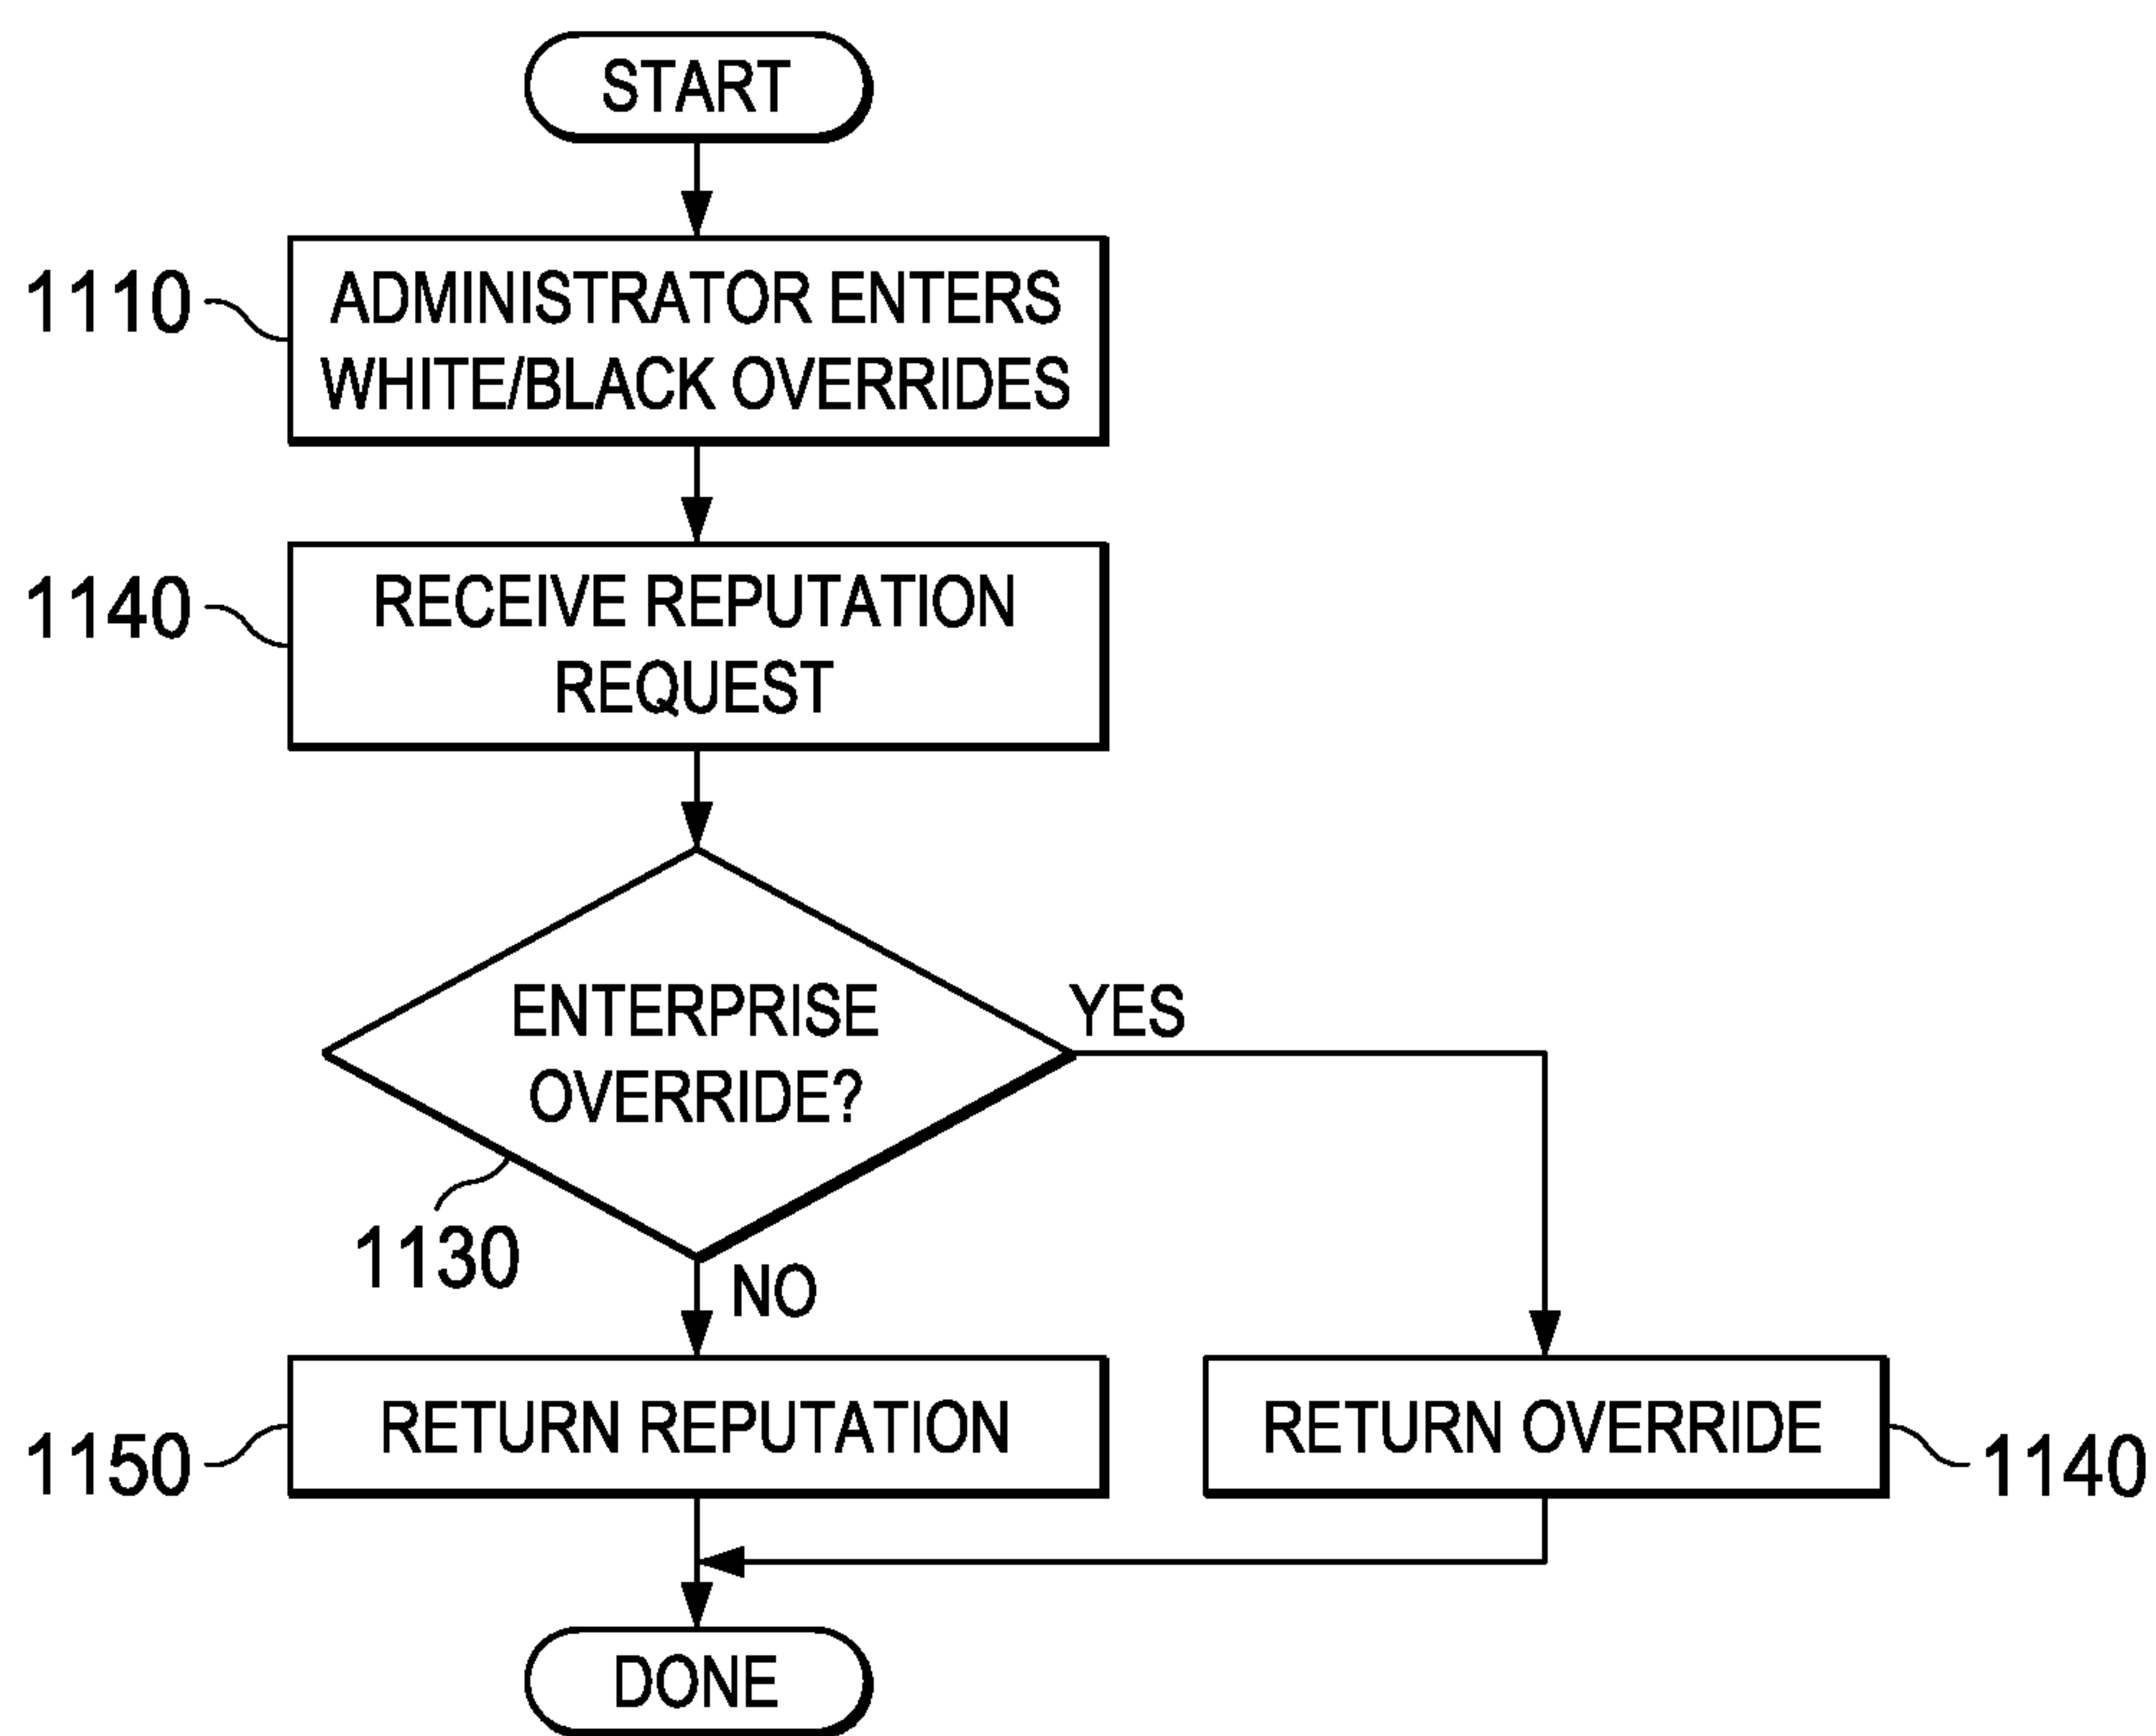 START
1110
ADMINISTRATOR ENTERS
WHITE/BLACK OVERRIDES
1140
RECEIVE REPUTATION
REQUEST
ENTERPRISE
OVERRIDE?
YES
1130
NO
1150
RETURN REPUTATION
RETURN OVERRIDE
1140
DONE